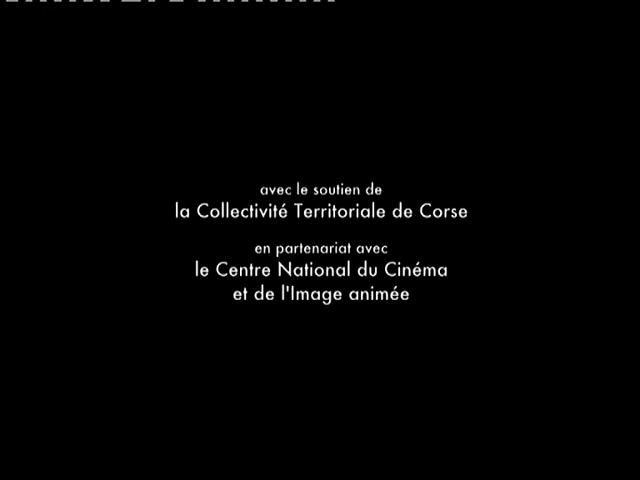 avec le soutien de
la Collectivité Territoriale de Corse
en partenariat avec
le Centre National du Cinéma
et de l'Image animée